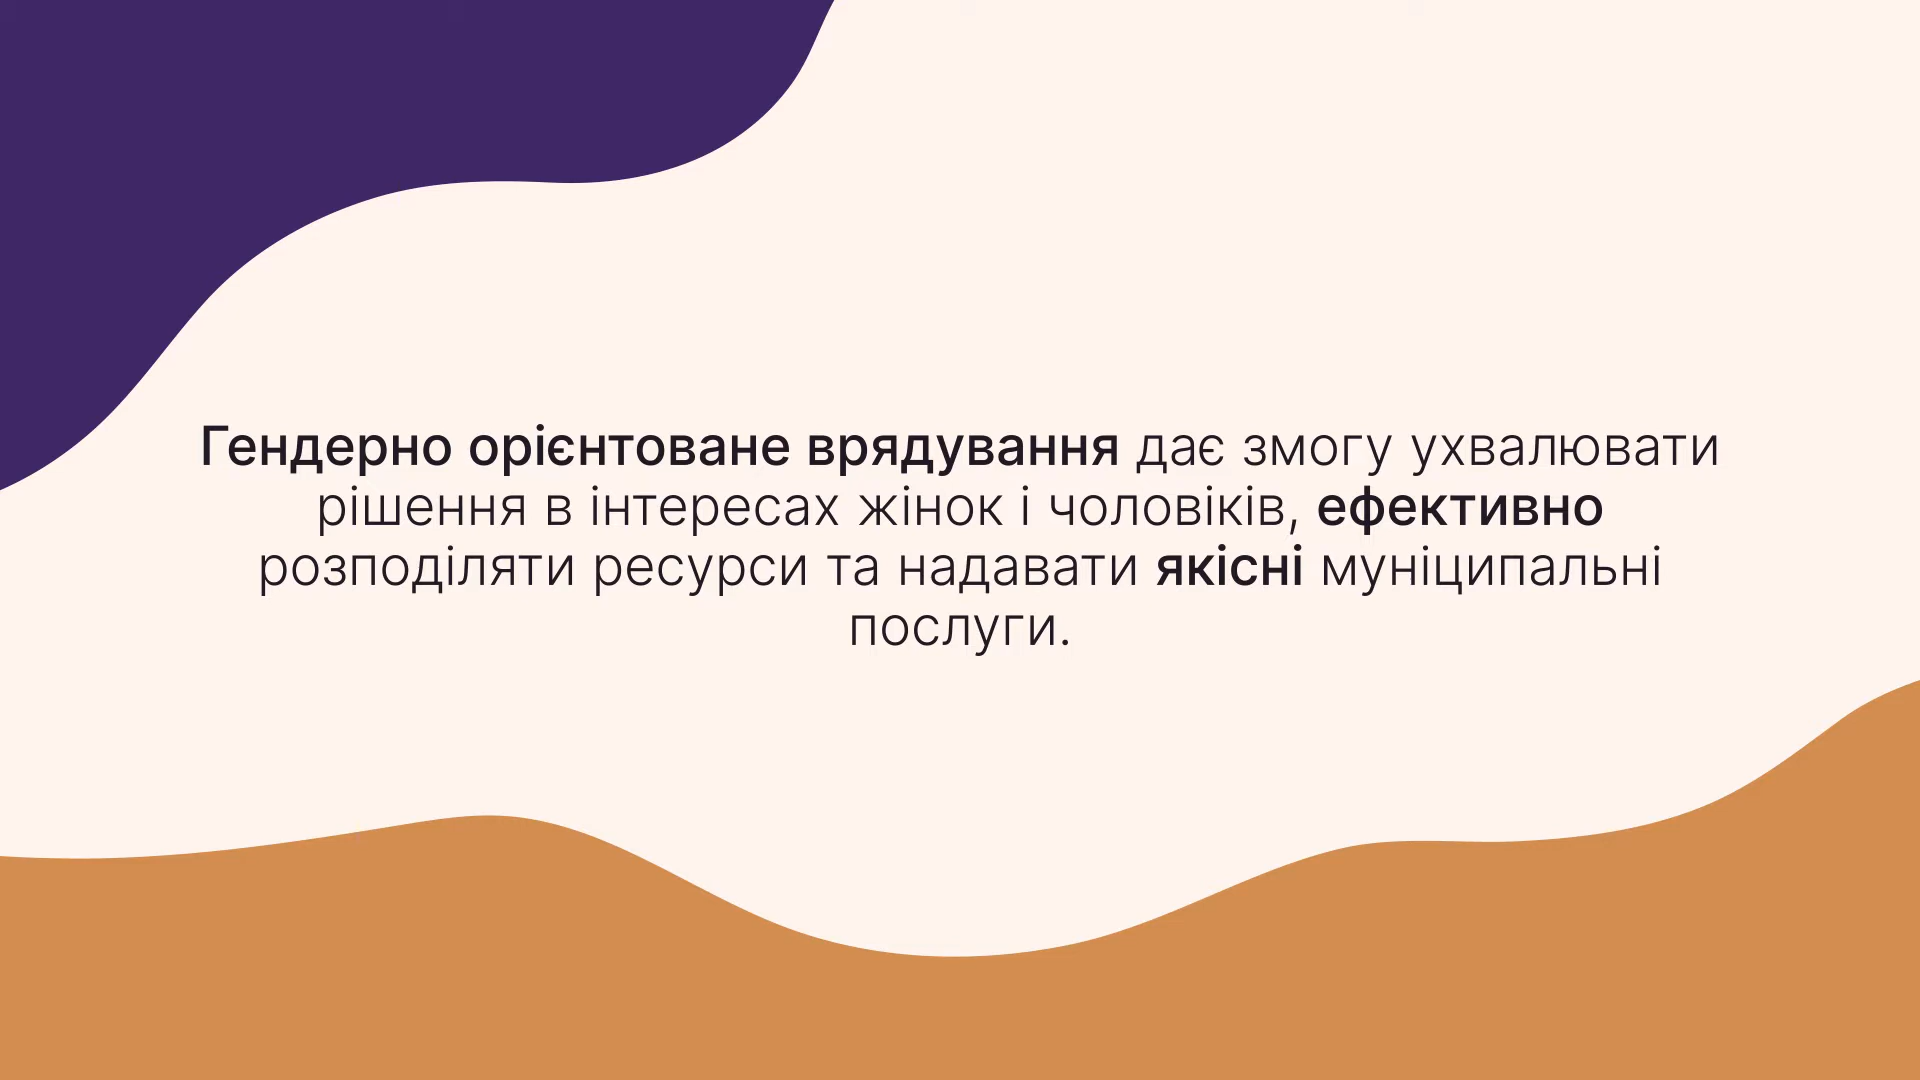 Гендерно орієнтоване врядування дає змогу ухвалювати
рішення в інтересах жінок і чоловіків, ефективно
розподіляти ресурси та надавати якісні муніципальні
послуги.